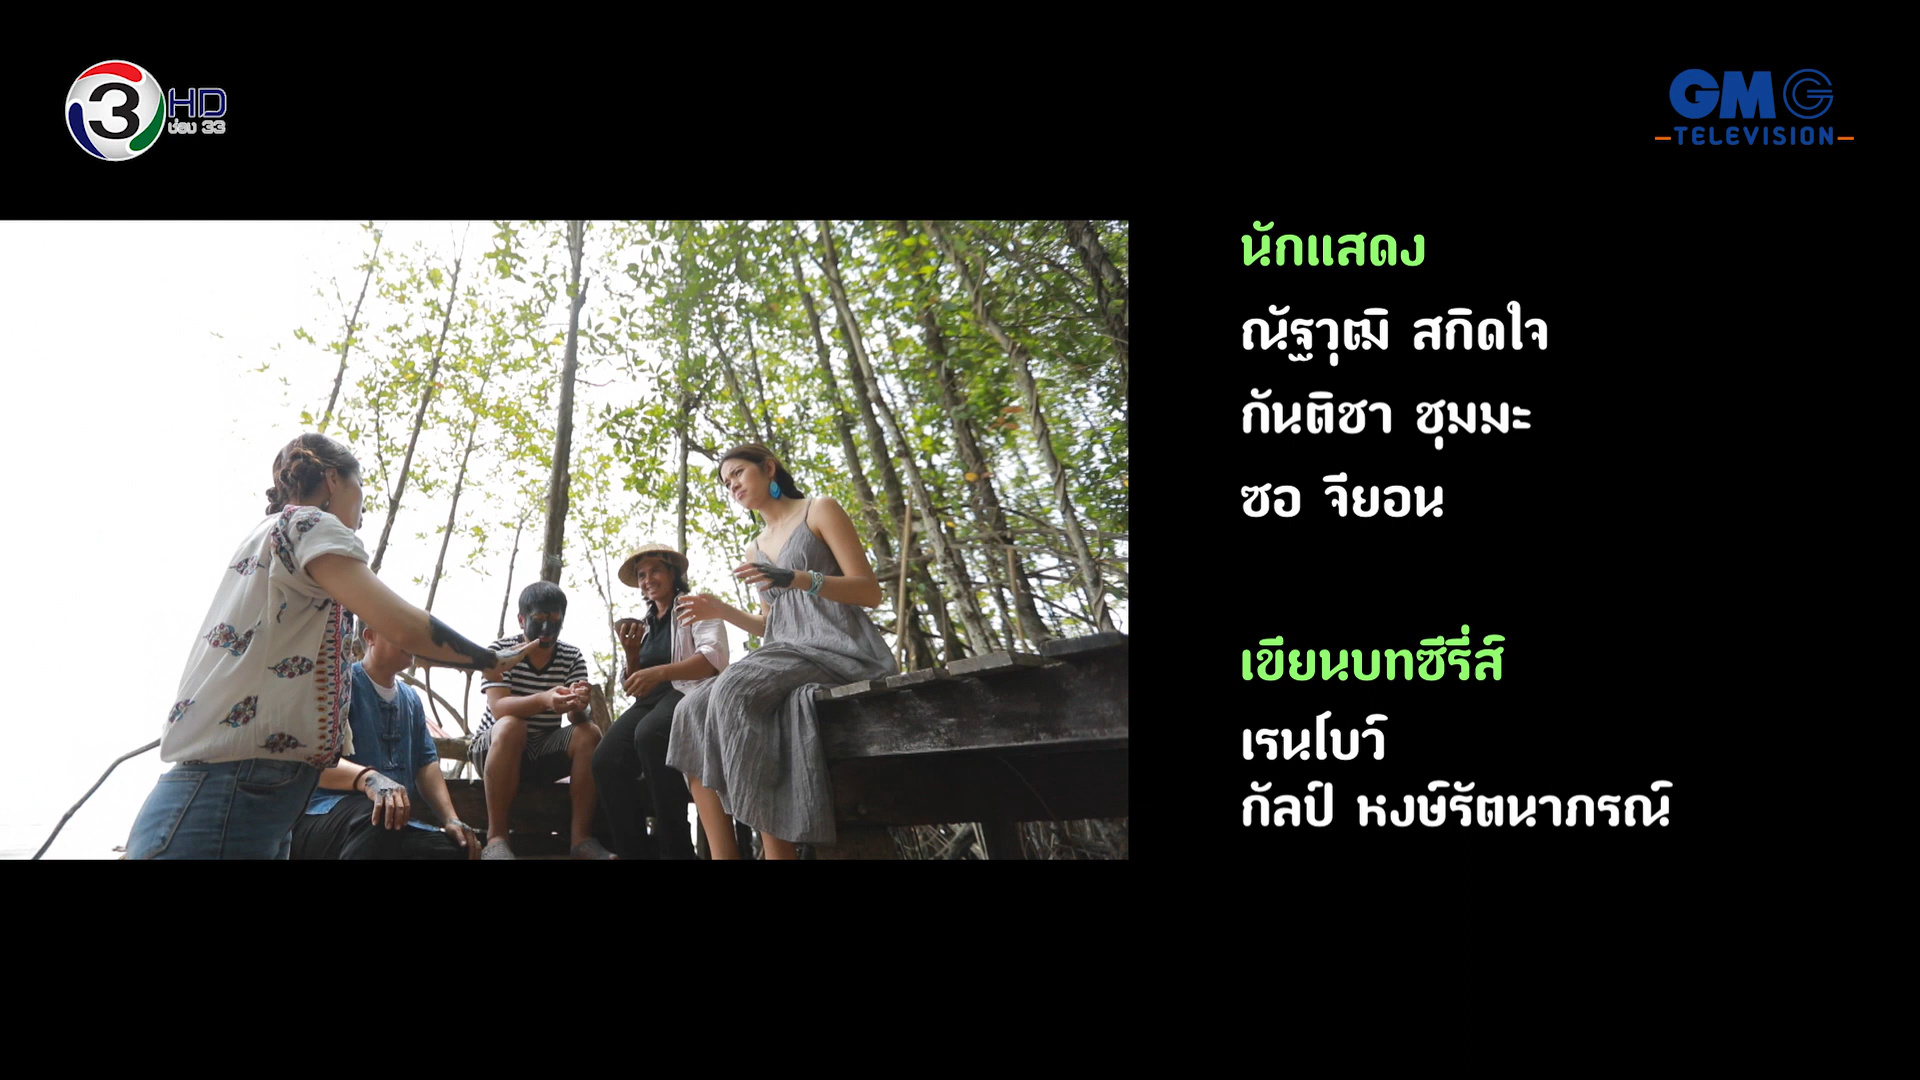 3 HD
ช่อง 33
GMG
TELEVISION
นักแสดง
ณัฐวุฒิ สกิดใจ
กันติชา ชุมมะ
ซอ จียอน
เขียนบทซีรี่ส์
เรนโบว์
กัลป์ หงษ์รัตนาภรณ์